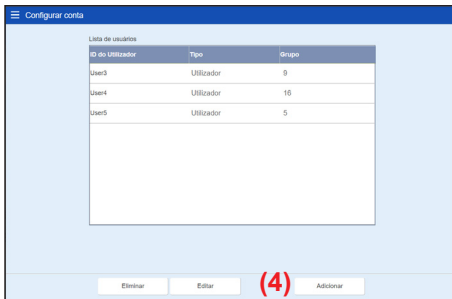 Configurar conta
Lista de usuários
ID do Utilizador Tipo Grupo
User3 Utilizador 9
User4 Utilizador 16
User5 Utilizador 5
Eliminar Editar (4) Adicionar